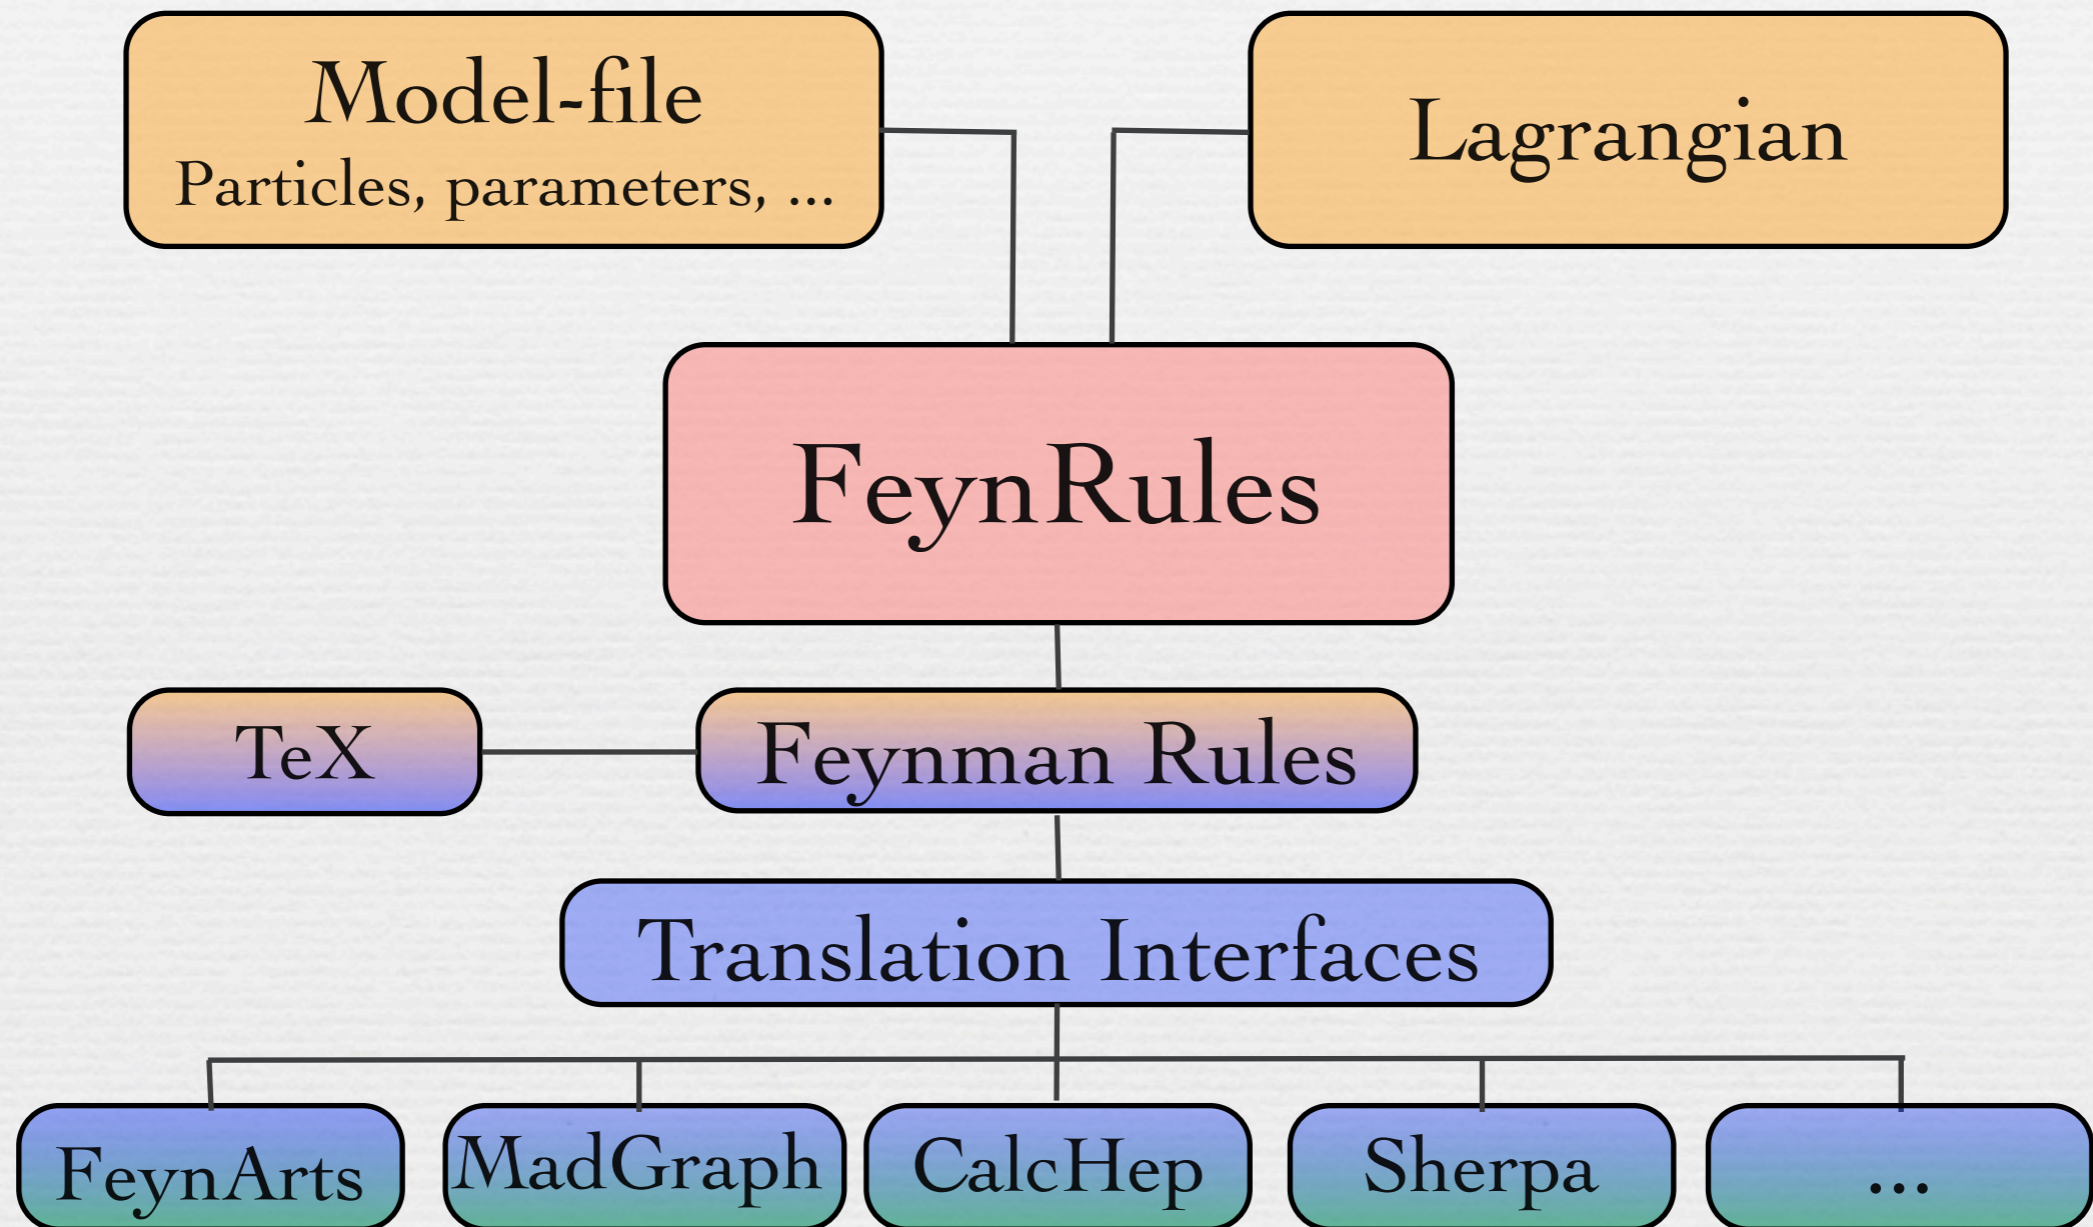 Model-file
Particles, parameters, ...
Lagrangian
FeynRules
TeX
Feynman Rules
Translation Interfaces
FeynArts
MadGraph
CalcHep
Sherpa
...